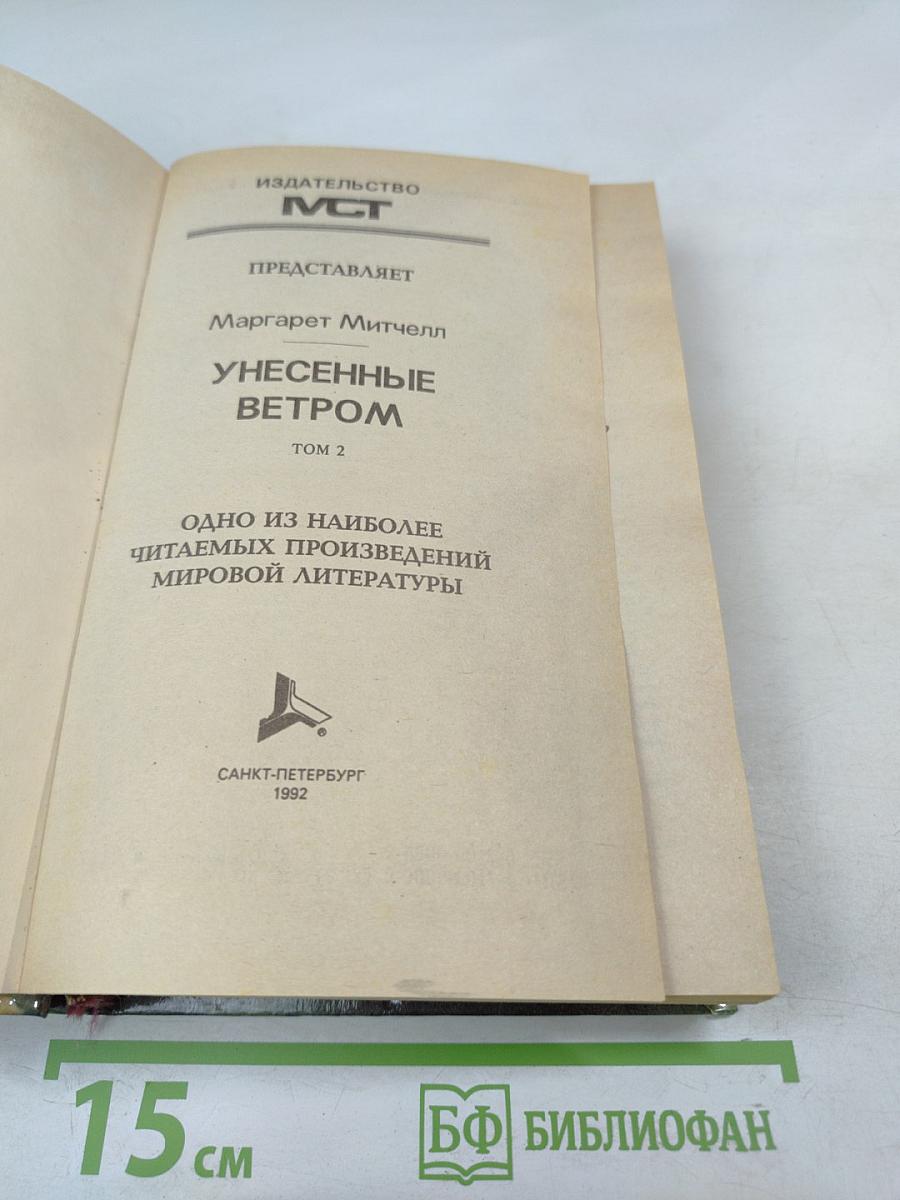 ИЗДАТЕЛЬСТВО
МСТ
ПРЕДСТАВЛЯЕТ
Маргарет Митчелл
УНЕСЕННЫЕ
ВЕТРОМ
ТОМ 2
ОДНО ИЗ НАИБОЛЕЕ
ЧИТАЕМЫХ ПРОИЗВЕДЕНИЙ
МИРОВОЙ ЛИТЕРАТУРЫ
®
САНКТ-ПЕТЕРБУРГ
1992
15 см
БФ БИБЛИОФАН